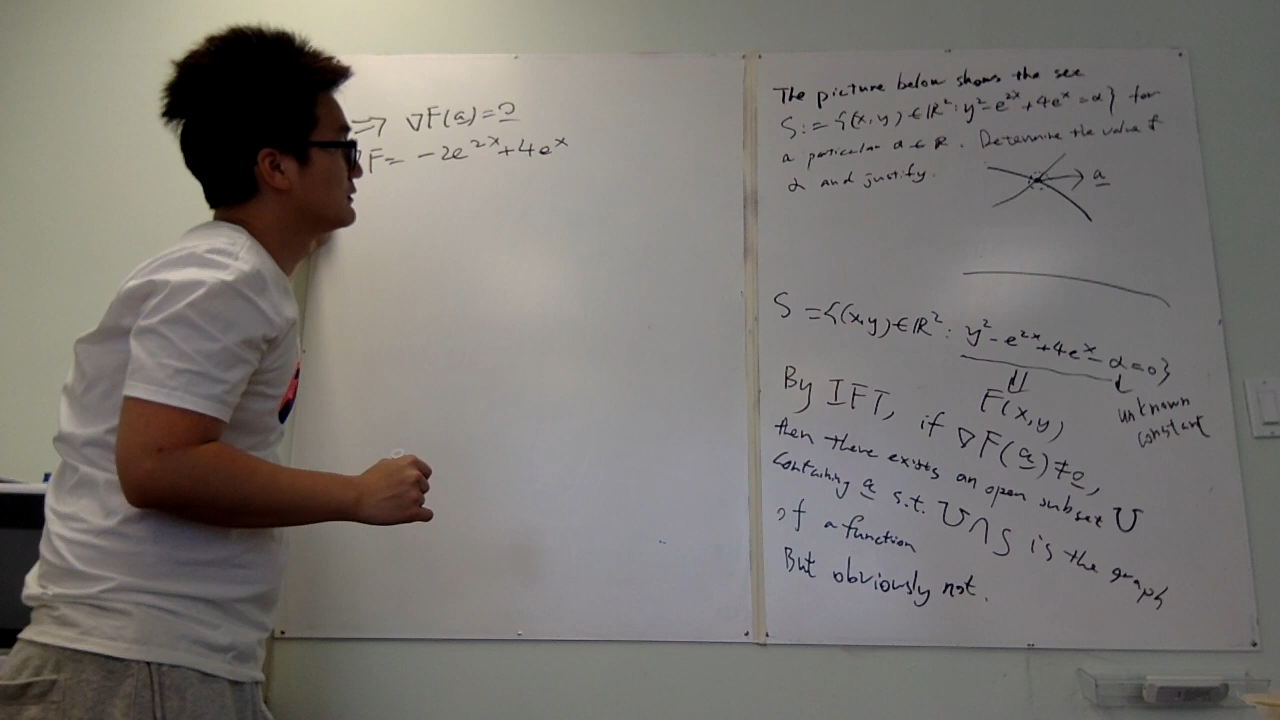 ⇒ ∇F(a)=0
F= -2e^{2x}+4e^x
The picture below shows the see
S:={(x,y)∈ℝ²: y²-e^{2x}+4e^x=α} for
a particular α∈ℝ. Determine the value of
α and justify.
a
S={(x,y)∈ℝ²: y²-e^{2x}+4e^x-α=0}
F(x,y)
unknown
constant
By IFT, if ∇F(a)≠0,
then there exists an open subset U
containing a s.t. U∩S is the graph
of a function
But obviously not.